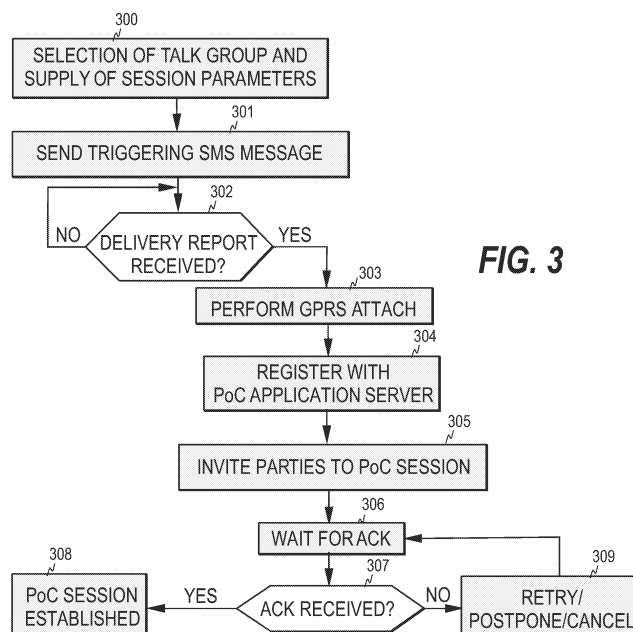 300
SELECTION OF TALK GROUP AND
SUPPLY OF SESSION PARAMETERS
301
SEND TRIGGERING SMS MESSAGE
302
NO
DELIVERY REPORT
RECEIVED?
YES
FIG. 3
303
PERFORM GPRS ATTACH
304
REGISTER WITH
PoC APPLICATION SERVER
305
INVITE PARTIES TO PoC SESSION
306
WAIT FOR ACK
307
308
PoC SESSION
ESTABLISHED
YES
ACK RECEIVED?
NO
309
RETRY/
POSTPONE/CANCEL